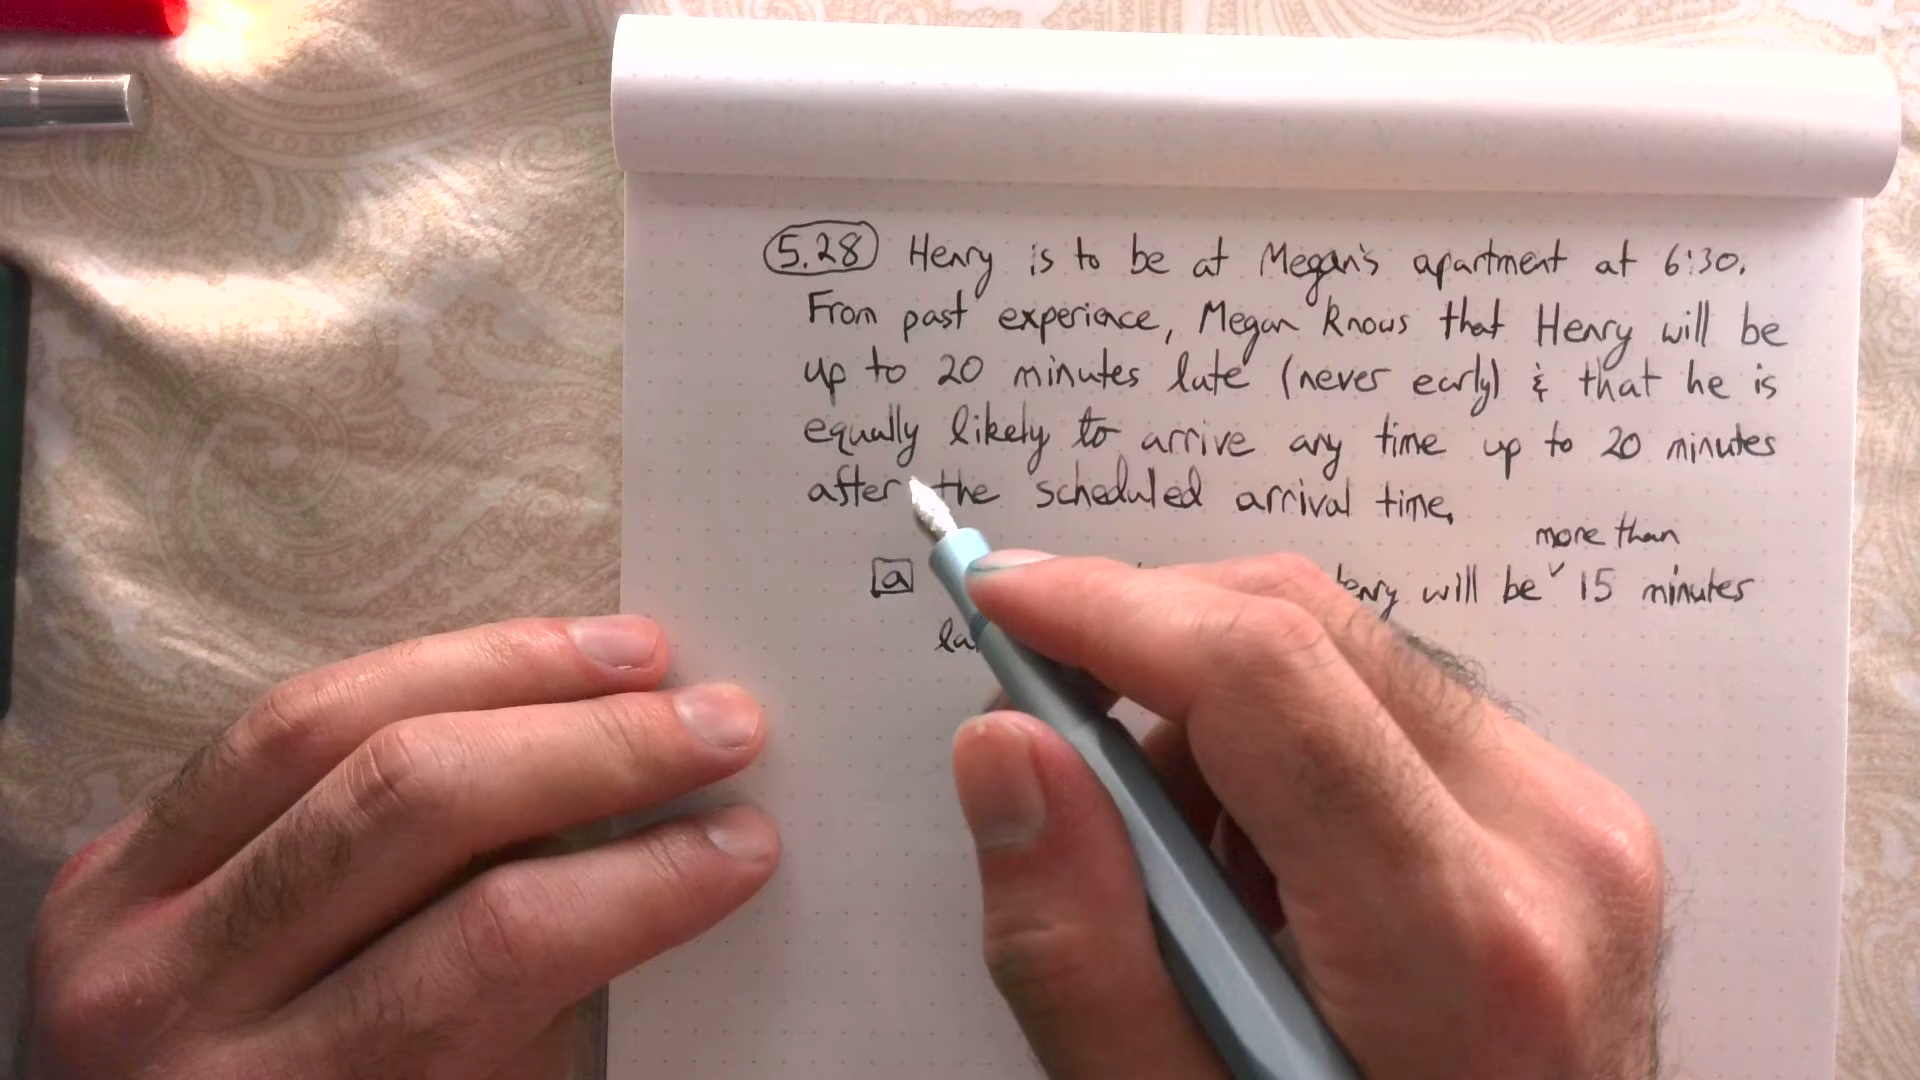 5.28 Henry is to be at Megan's apartment at 6:30.
From past experience, Megan knows that Henry will be
up to 20 minutes late (never early) & that he is
equally likely to arrive any time up to 20 minutes
after the scheduled arrival time.
more than
a will be ✓ 15 minutes